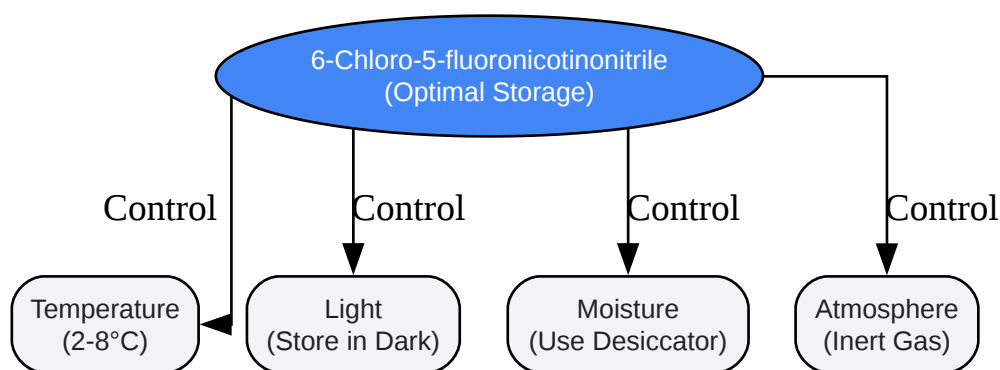 6-Chloro-5-fluoronicotinonitrile
(Optimal Storage)
Control
Control
Control
Control
Temperature
(2-8°C)
Light
(Store in Dark)
Moisture
(Use Desiccator)
Atmosphere
(Inert Gas)